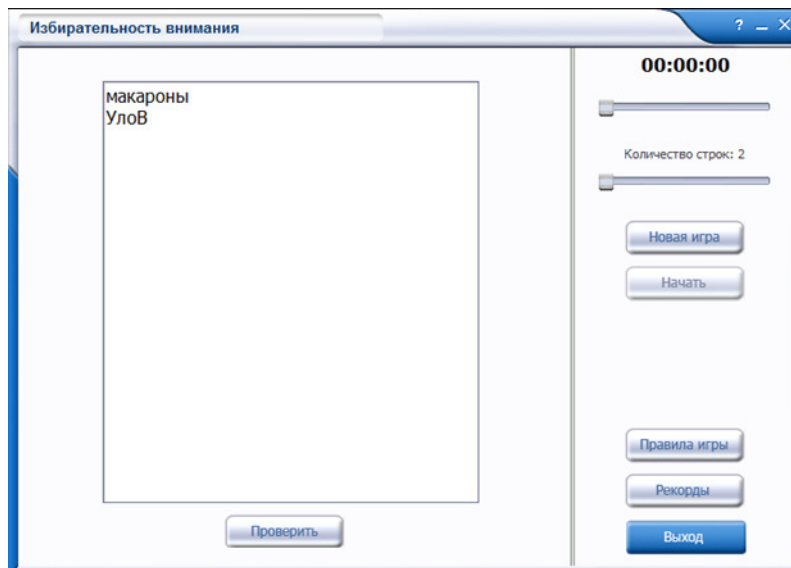 Избирательность внимания
? _ X
00:00:00
макароны
УлоВ
Количество строк: 2
Новая игра
Начать
Правила игры
Рекорды
Проверить
Выход